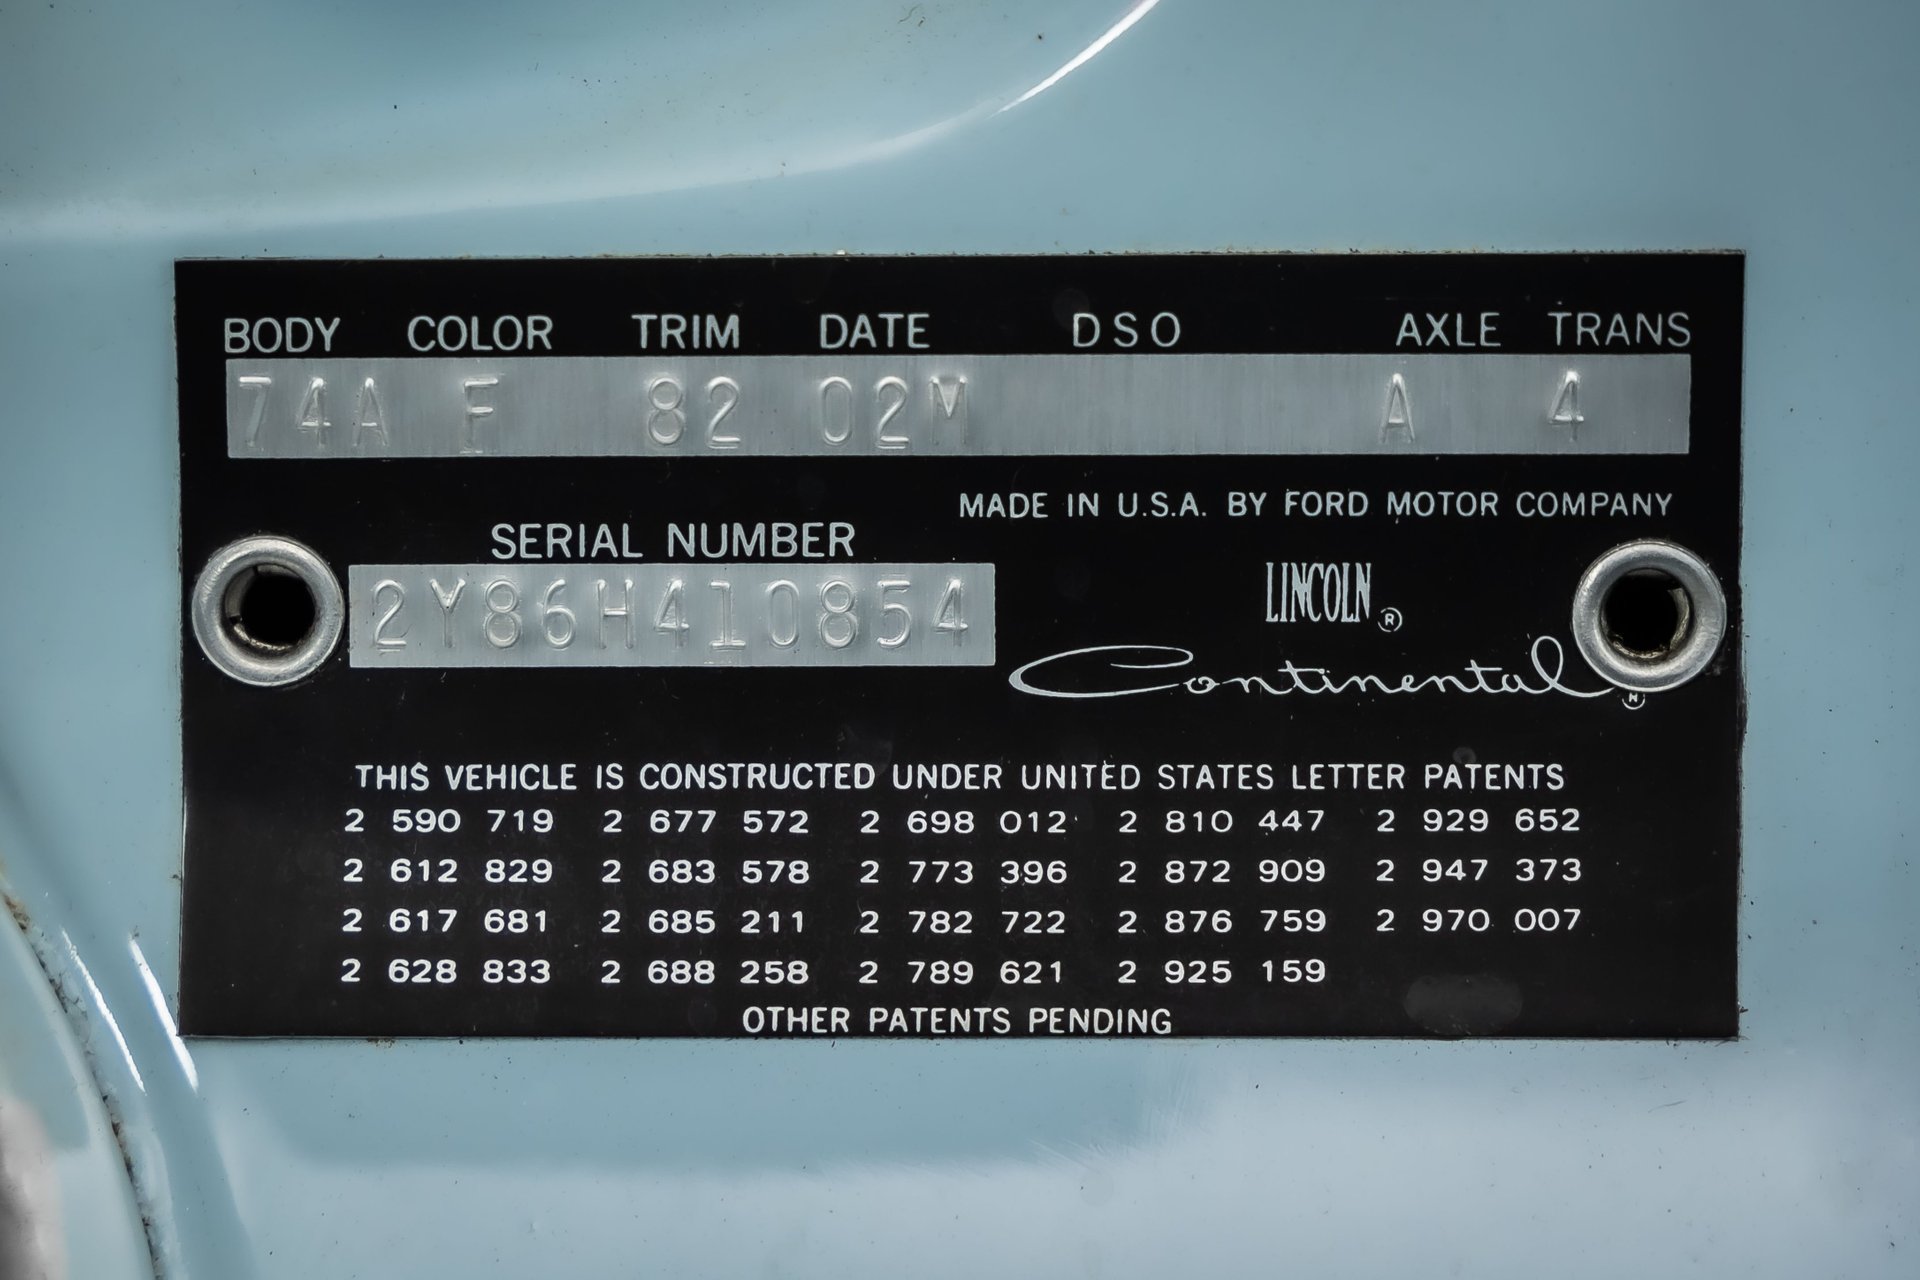 BODY COLOR TRIM DATE DSO AXLE TRANS
74A F 82 02M A 4
MADE IN U.S.A. BY FORD MOTOR COMPANY
SERIAL NUMBER
2Y86H410854
LINCOLN ®
Continental ®
THIS VEHICLE IS CONSTRUCTED UNDER UNITED STATES LETTER PATENTS
2 590 719 2 677 572 2 698 012 2 810 447 2 929 652
2 612 829 2 683 578 2 773 396 2 872 909 2 947 373
2 617 681 2 685 211 2 782 722 2 876 759 2 970 007
2 628 833 2 688 258 2 789 621 2 925 159
OTHER PATENTS PENDING